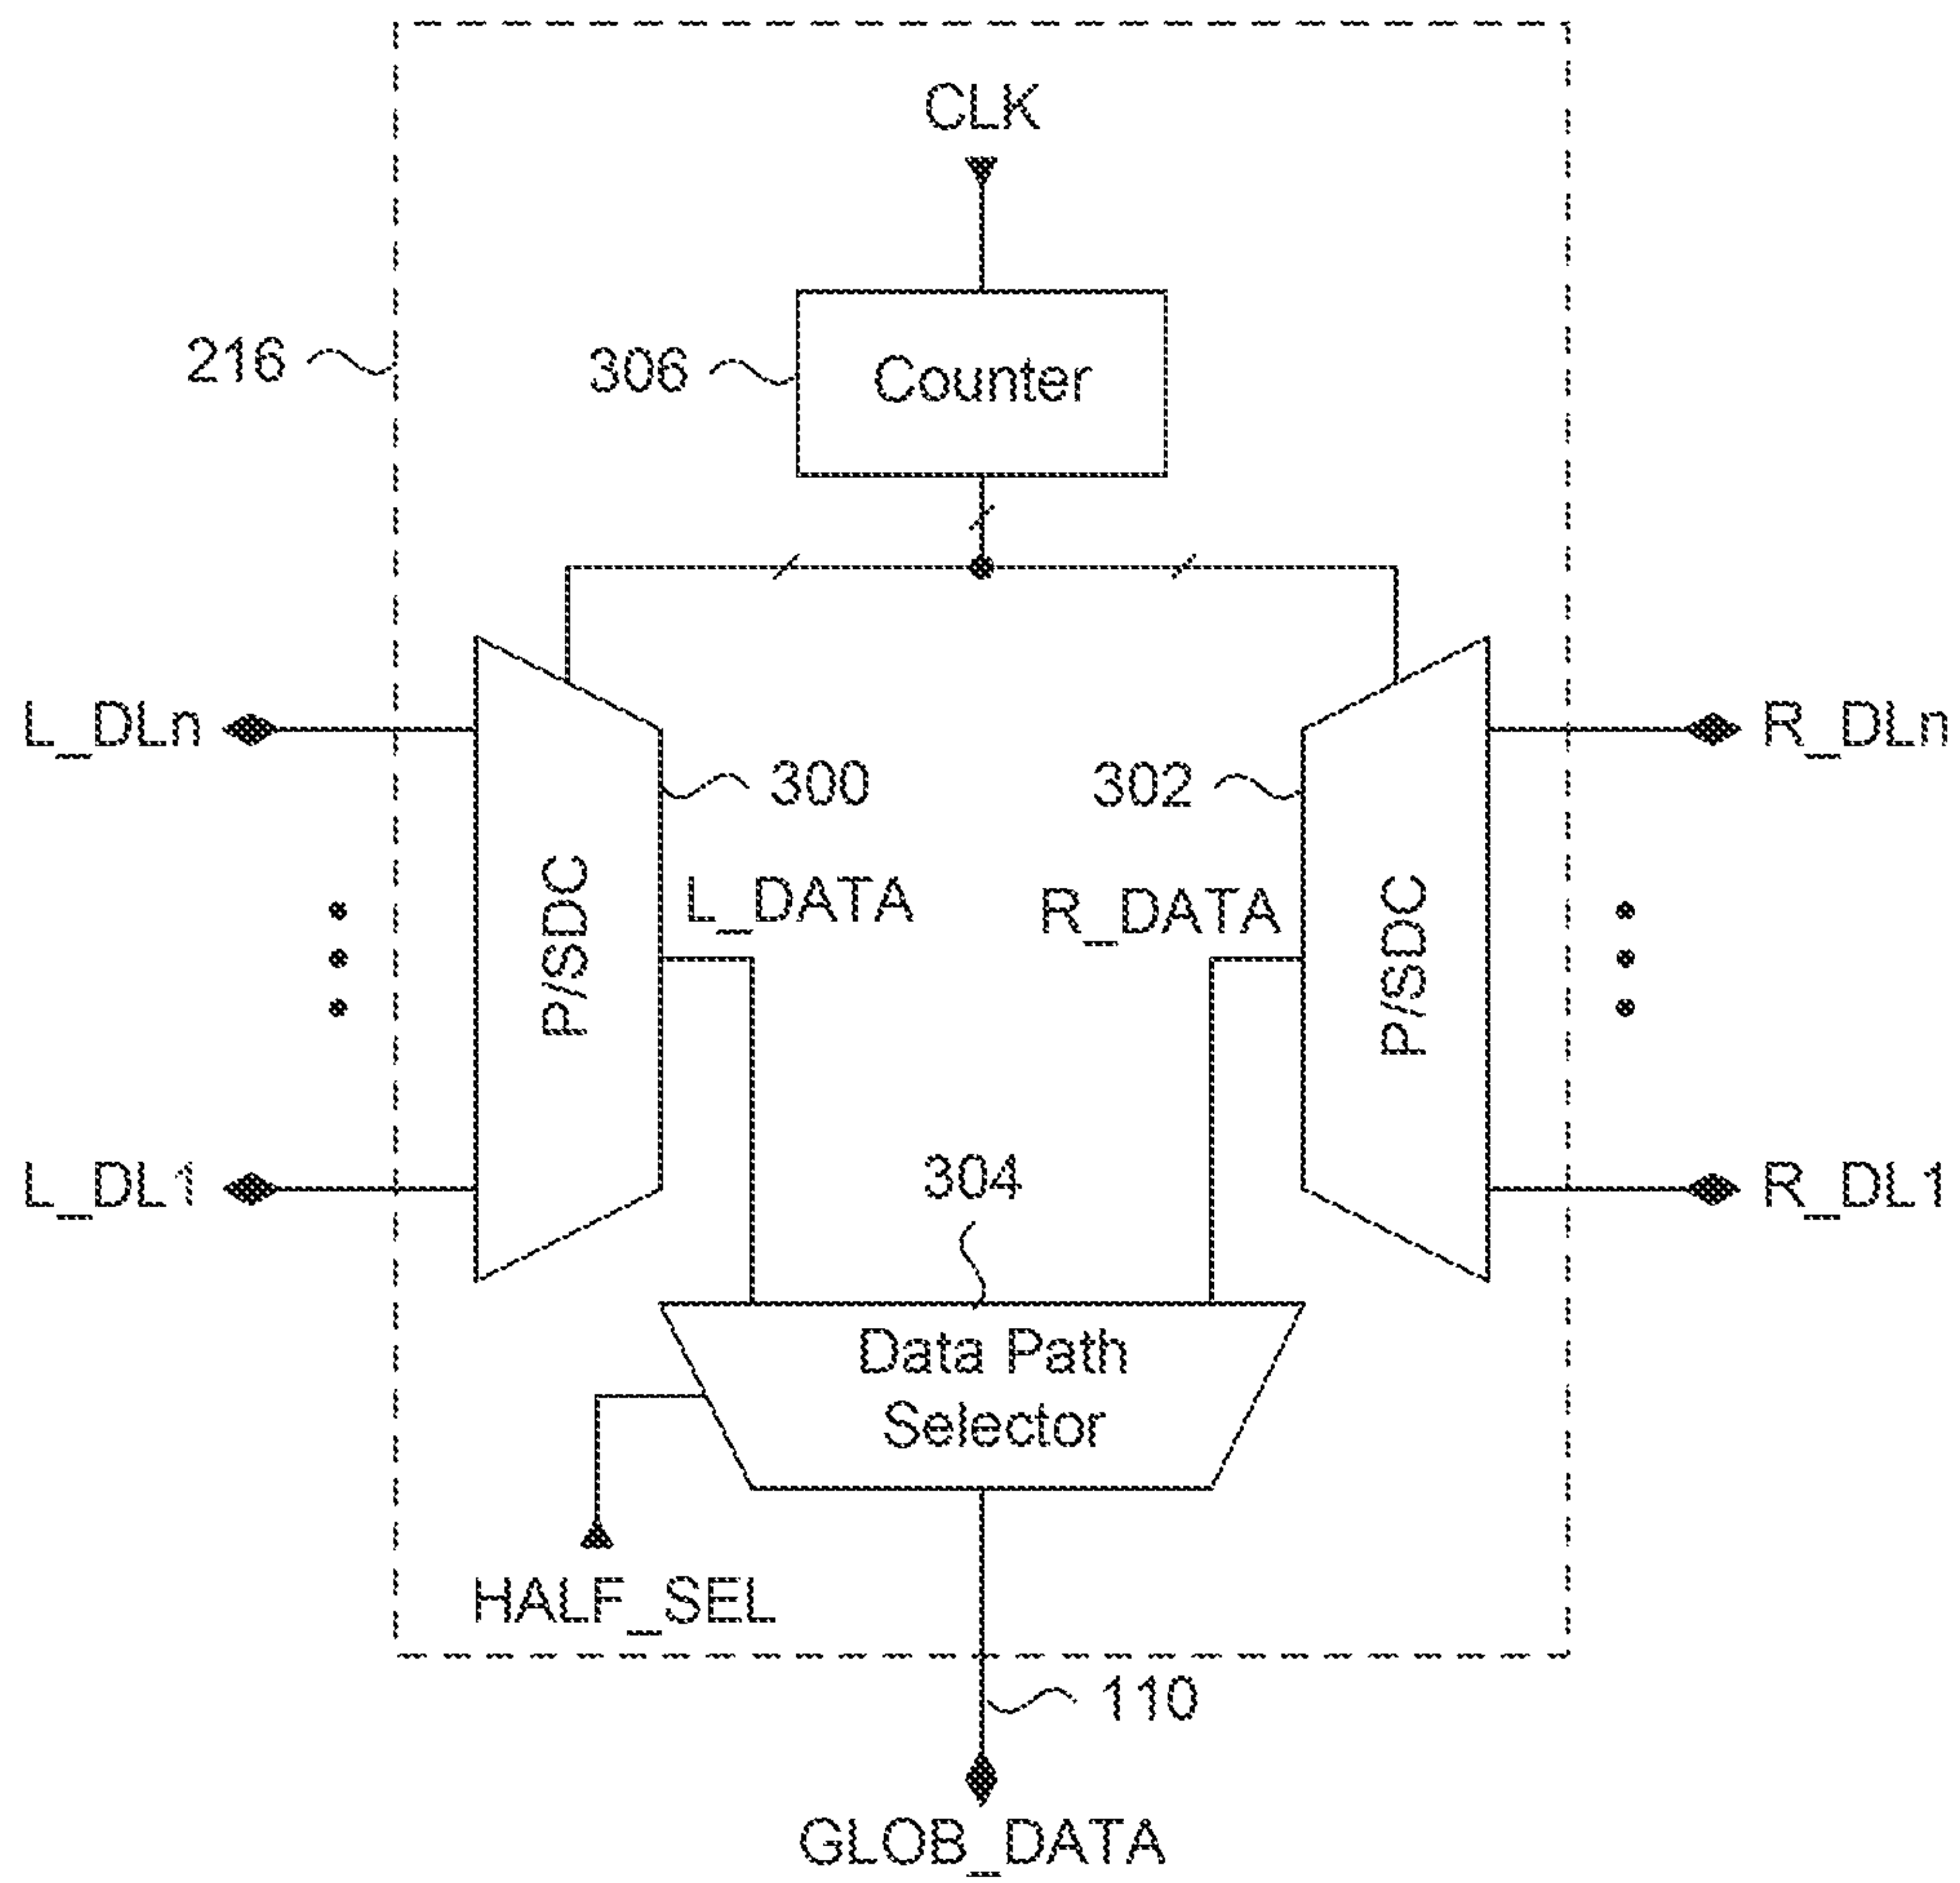 CLK
216
306
Counter
L_DLn
R_DLn
300
302
P/SDC
L_DATA
R_DATA
P/SDC
L_DL1
304
R_DL1
Data Path
Selector
HALF_SEL
110
GLOB_DATA